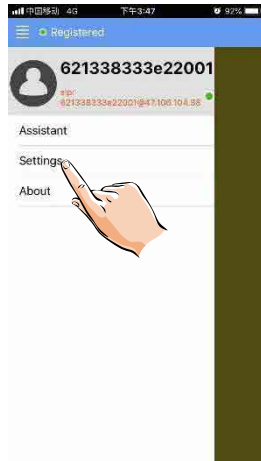 中国移动 4G 下午3:47 92%
Registered
621338333e22001
sip:
621338333e22001@47.106.104.88
Assistant
Settings
About